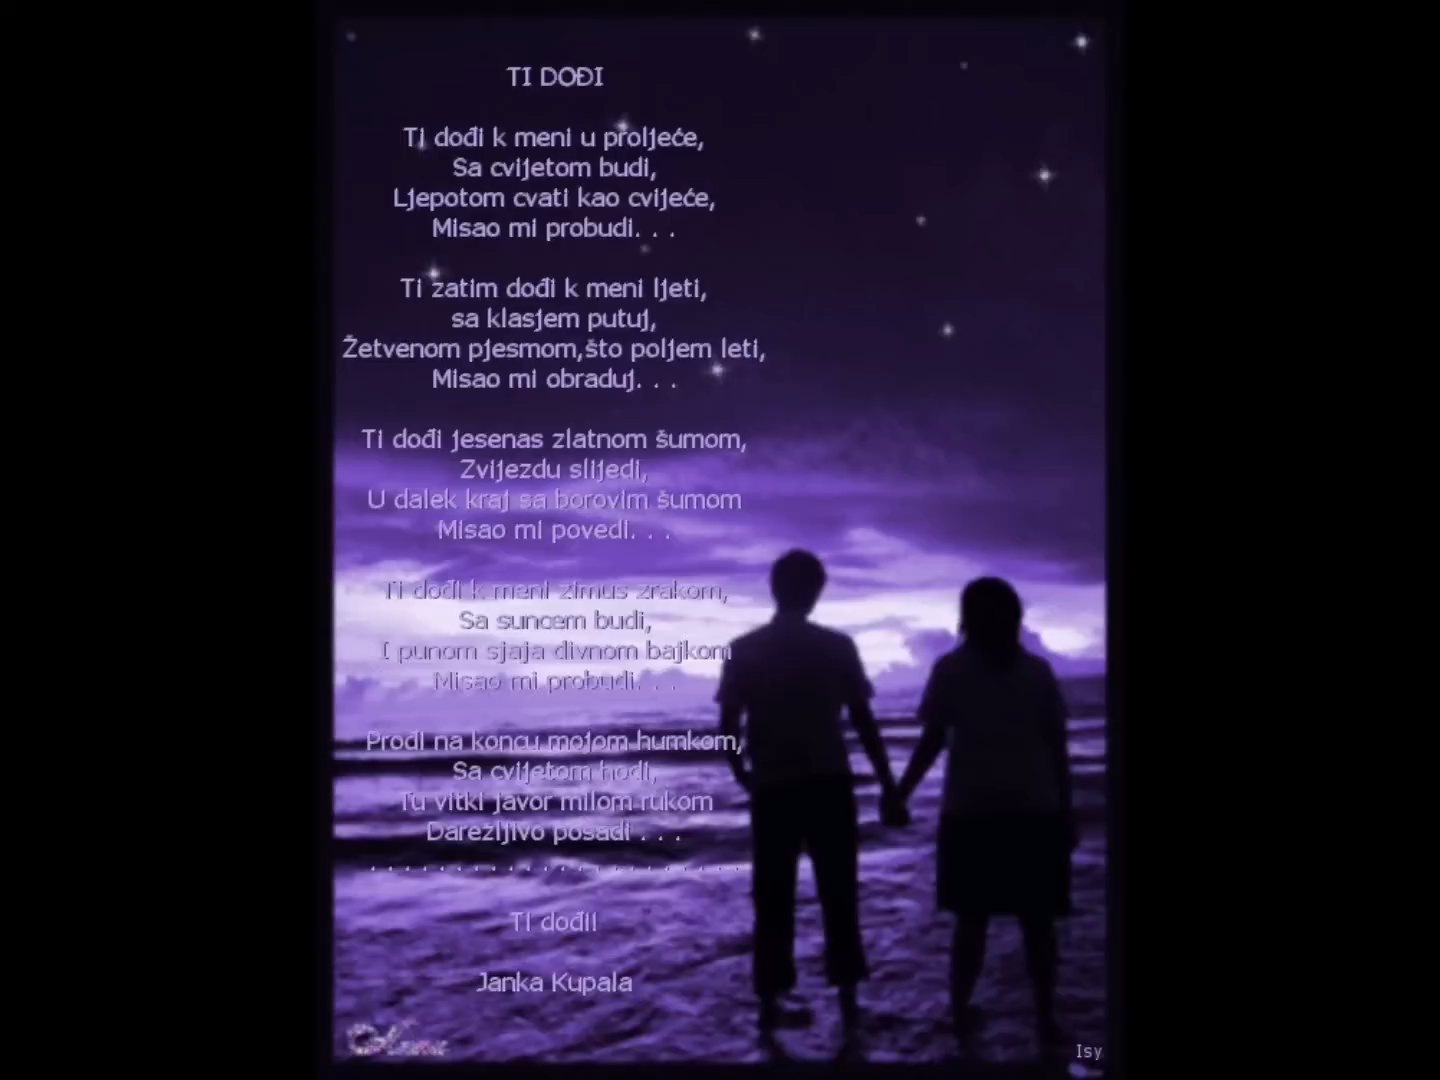 TI DOĐI
Ti dođi k meni u proljeće,
Sa cvijetom budi,
Ljepotom cvati kao cvijeće,
Misao mi probudi. . .
Ti zatim dođi k meni ljeti,
sa klasjem putuj,
Žetvenom pjesmom,što poljem leti,
Misao mi obraduj. . .
Ti dođi jesenas zlatnom šumom,
Zvijezdu slijedi,
U dalek kraj sa borovim šumom
Misao mi povedi. . .
Ti dođi k meni zimus zrakom,
Sa suncem budi,
I punom sjaja divnom bajkom
Misao mi probudi. . .
Prođi na koncu mojom humkom,
Sa cvijetom hodi,
Tu vitki javor milom rukom
Darežljivo posadi . . .
. . . . . . . . . . . . . . . . . . . . . . .
Ti dođi!
Janka Kupala
Isy